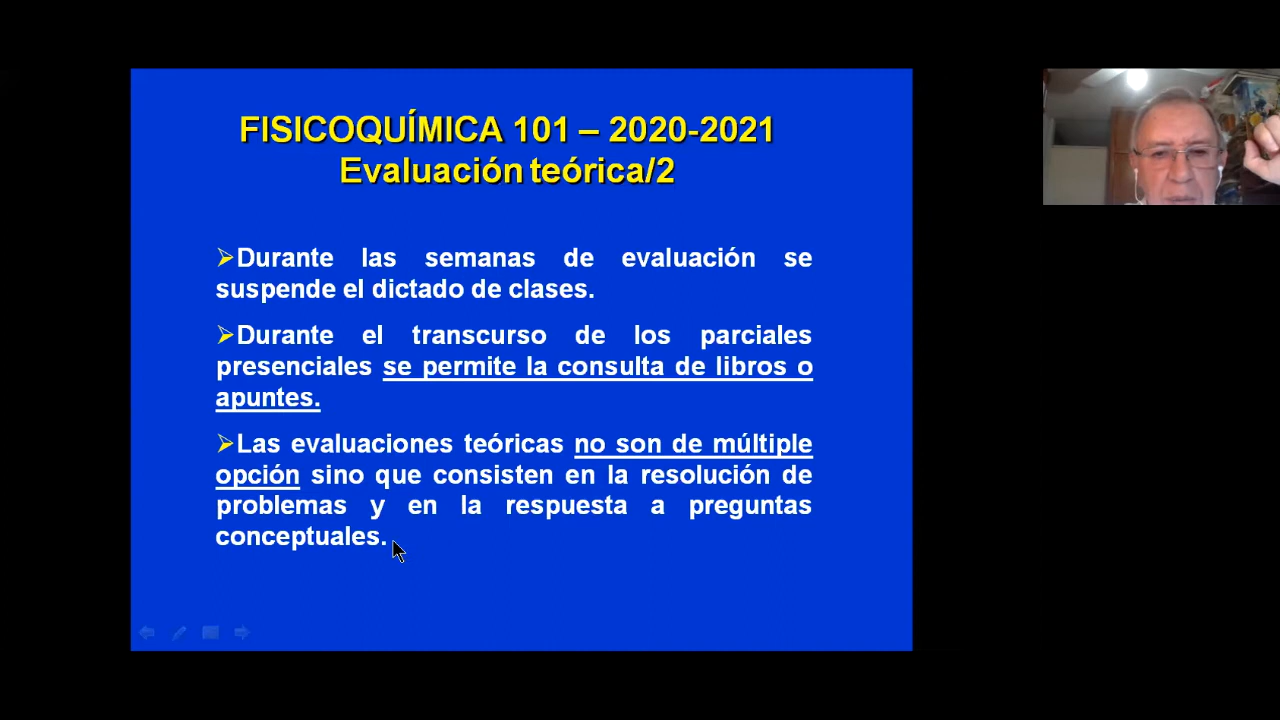 FISICOQUÍMICA 101 – 2020-2021
Evaluación teórica/2
Durante las semanas de evaluación se
suspende el dictado de clases.
Durante el transcurso de los parciales
presenciales se permite la consulta de libros o
apuntes.
Las evaluaciones teóricas no son de múltiple
opción sino que consisten en la resolución de
problemas y en la respuesta a preguntas
conceptuales.